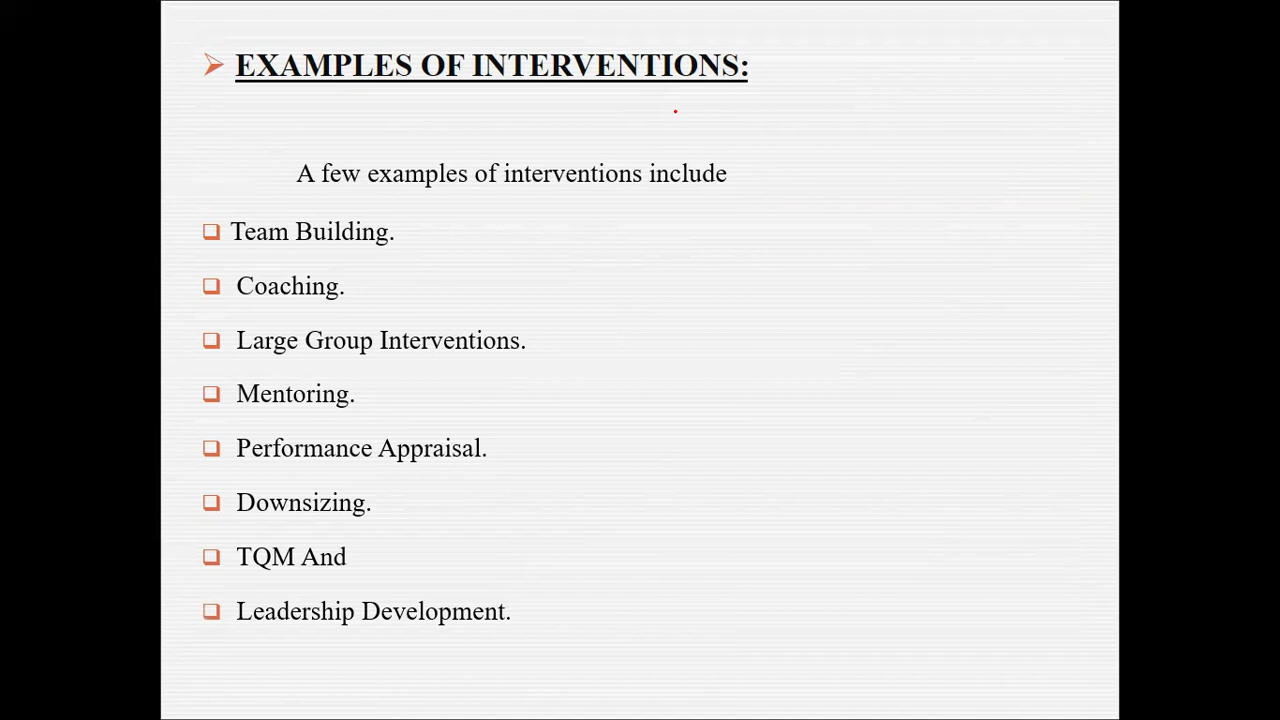 EXAMPLES OF INTERVENTIONS:
A few examples of interventions include
Team Building.
Coaching.
Large Group Interventions.
Mentoring.
Performance Appraisal.
Downsizing.
TQM And
Leadership Development.